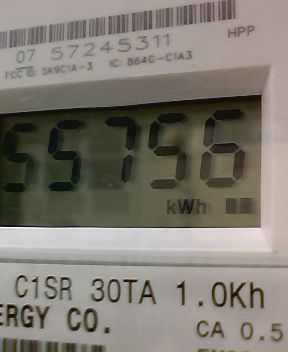 07 57245311
HPP
FCC ID: SK9C1A-3 IC: 864G-C1A3
55756
kWh
C1SR 30TA 1.0Kh
ERGY CO.
CA 0.5